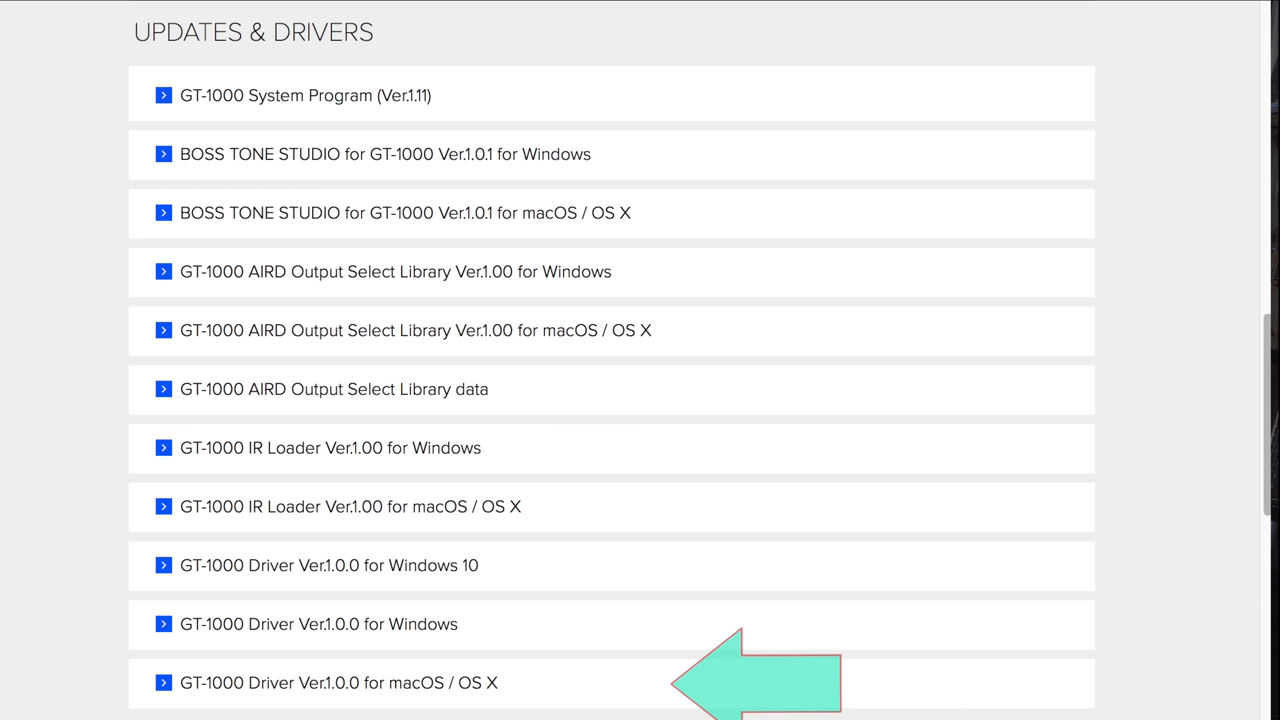 UPDATES & DRIVERS
GT-1000 System Program (Ver.1.11)
BOSS TONE STUDIO for GT-1000 Ver.1.0.1 for Windows
BOSS TONE STUDIO for GT-1000 Ver.1.0.1 for macOS / OS X
GT-1000 AIRD Output Select Library Ver.1.00 for Windows
GT-1000 AIRD Output Select Library Ver.1.00 for macOS / OS X
GT-1000 AIRD Output Select Library data
GT-1000 IR Loader Ver.1.00 for Windows
GT-1000 IR Loader Ver.1.00 for macOS / OS X
GT-1000 Driver Ver.1.0.0 for Windows 10
GT-1000 Driver Ver.1.0.0 for Windows
GT-1000 Driver Ver.1.0.0 for macOS / OS X